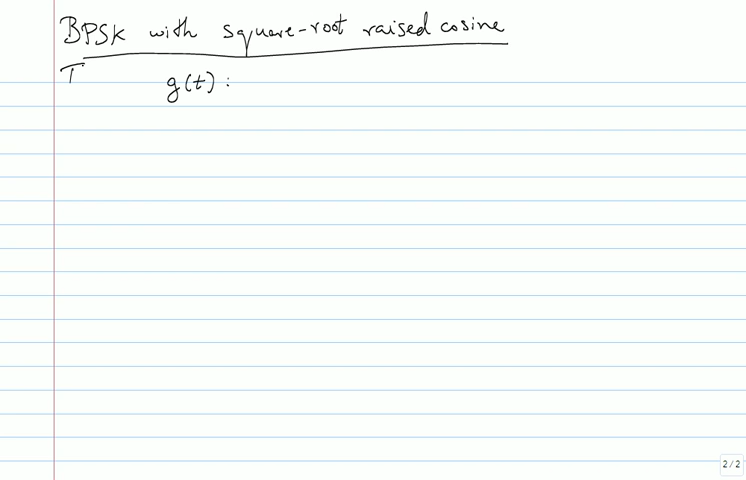 BPSK with square-root raised cosine
T g(t) :
2/2